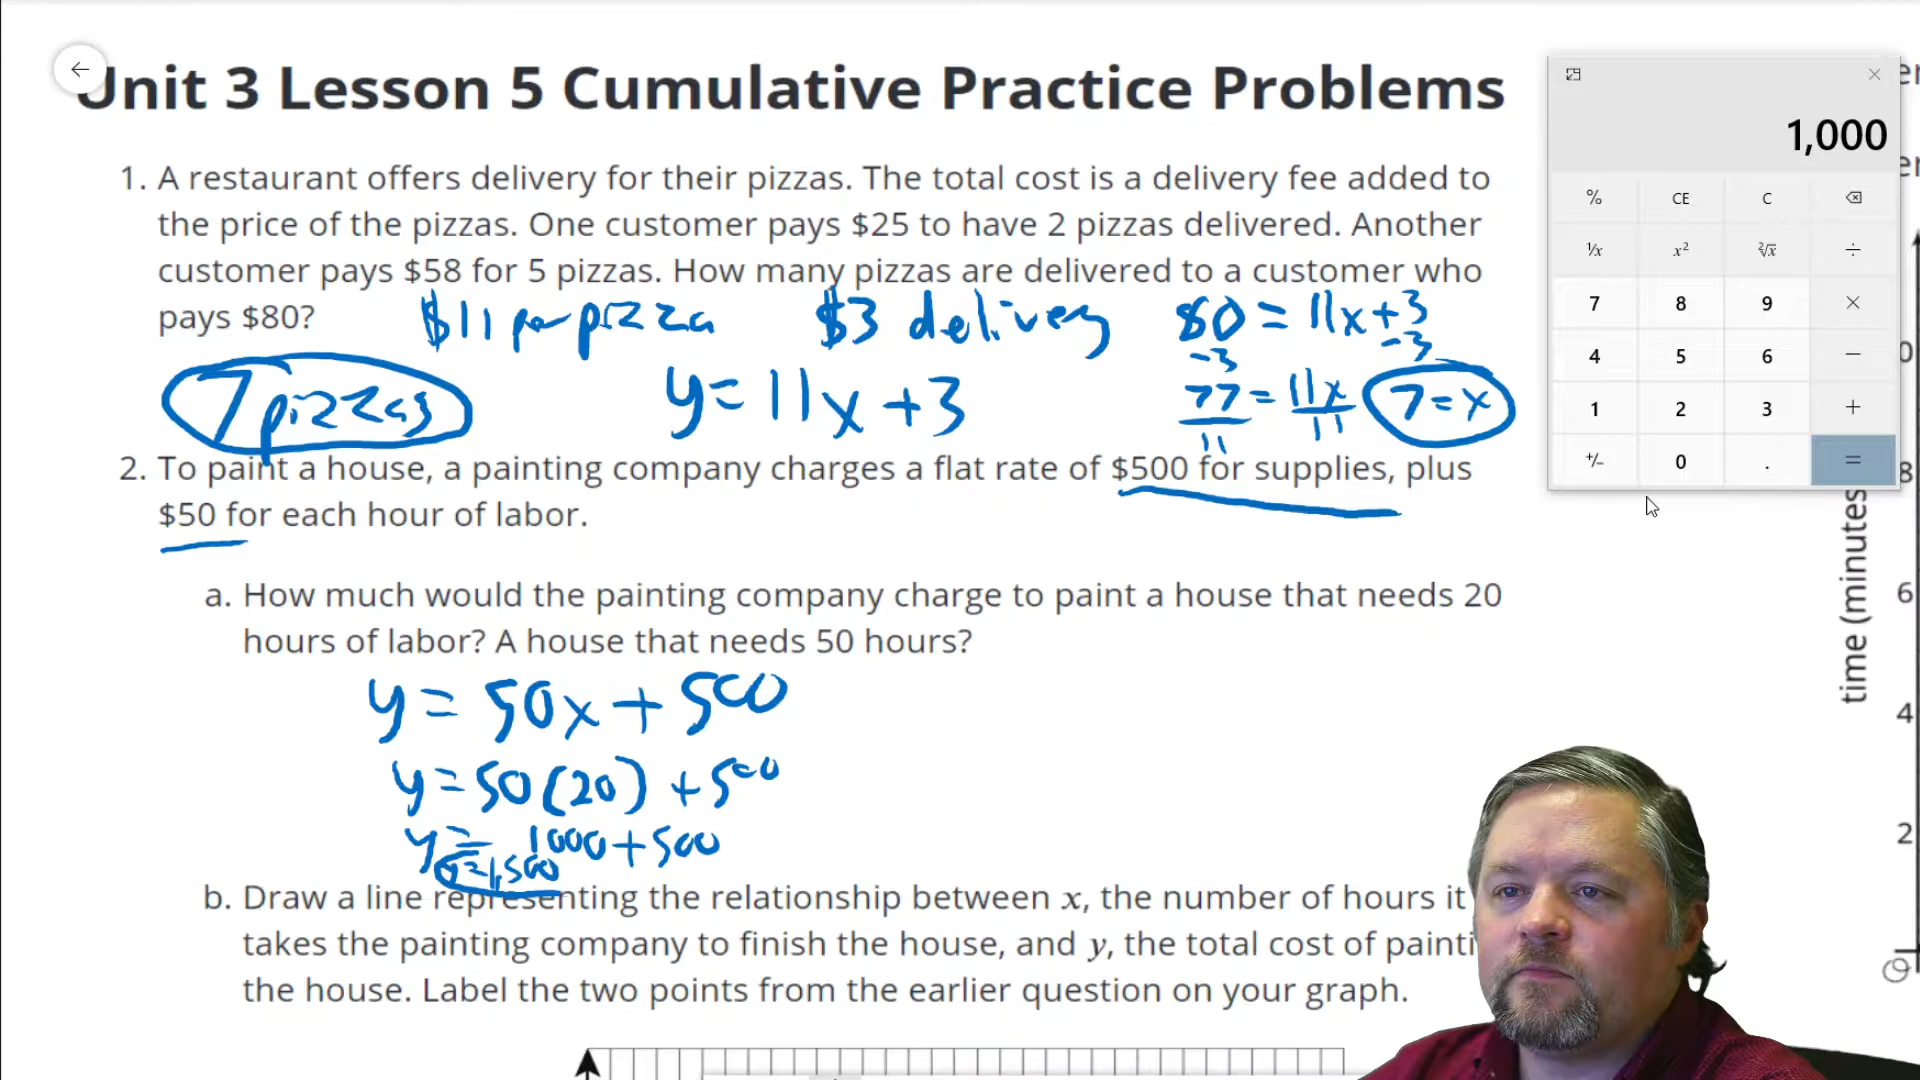 Unit 3 Lesson 5 Cumulative Practice Problems
1. A restaurant offers delivery for their pizzas. The total cost is a delivery fee added to
the price of the pizzas. One customer pays $25 to have 2 pizzas delivered. Another
customer pays $58 for 5 pizzas. How many pizzas are delivered to a customer who
pays $80?
$11 per pizza $3 delivery 80 = 11x+3
-3 -3
7 pizzas y = 11x + 3 77 = 11x 7 = x
11 11
2. To paint a house, a painting company charges a flat rate of $500 for supplies, plus
$50 for each hour of labor.
a. How much would the painting company charge to paint a house that needs 20
hours of labor? A house that needs 50 hours?
y = 50x + 500
y = 50(20) + 500
y = 1000 + 500
y=1,500
b. Draw a line representing the relationship between x, the number of hours it
takes the painting company to finish the house, and y, the total cost of painti
the house. Label the two points from the earlier question on your graph.
1,000
% CE C
1/x x² ²√x ÷
7 8 9 ×
4 5 6 −
1 2 3 +
+/− 0 . =
time (minutes
8
6
4
2